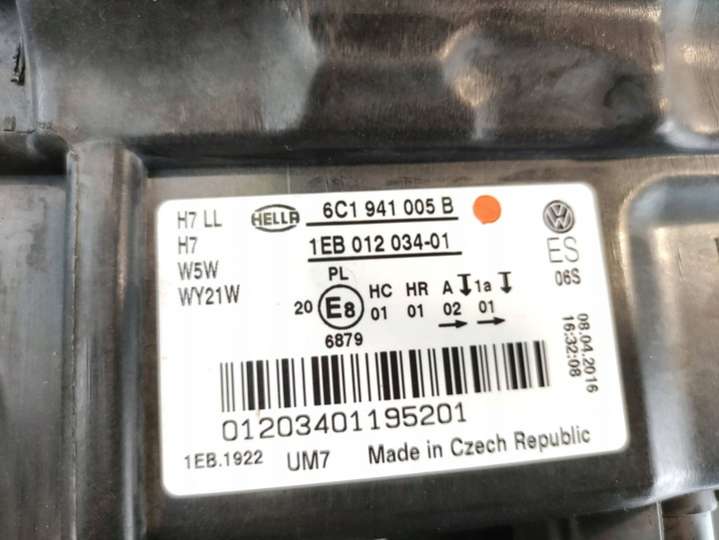 H7 LL
H7
W5W
WY21W
HELLA 6C1 941 005 B
1EB 012 034-01
PL
20 E8 HC HR A 1a
01 01 02 01
6879
VW
ES
06S
08.04.2016
16:32:08
01203401195201
1EB.1922 UM7 Made in Czech Republic